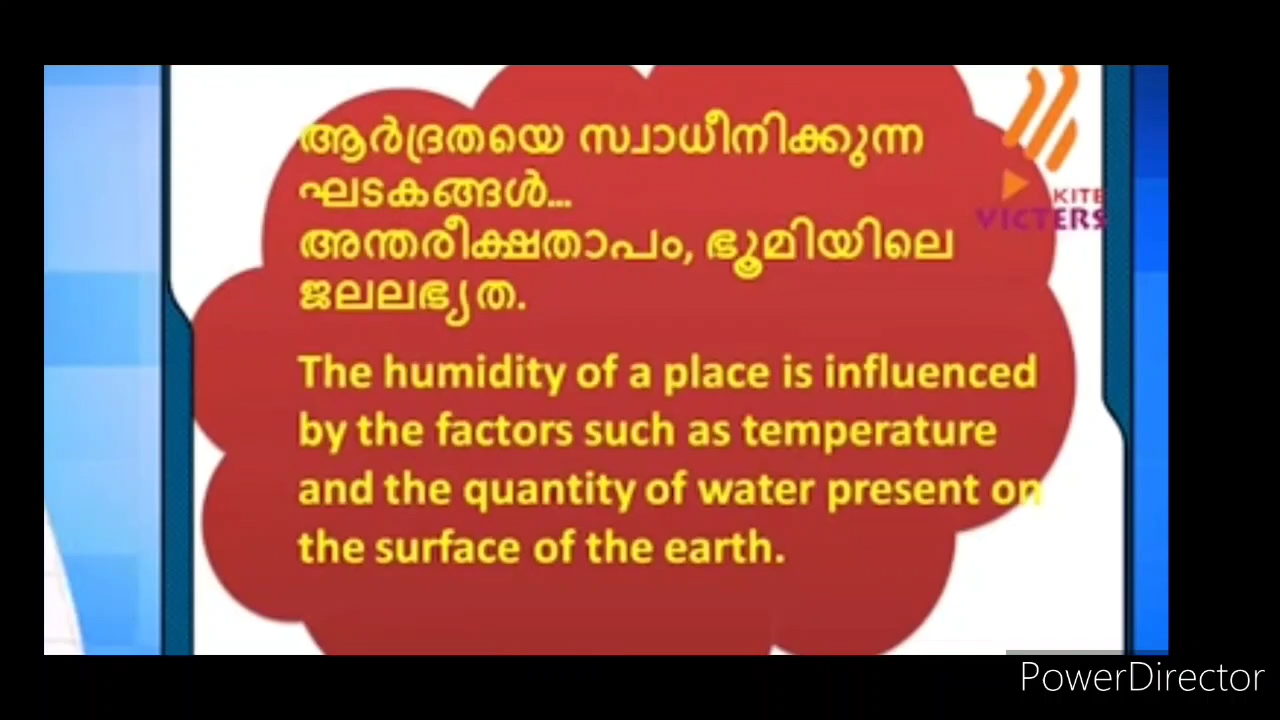 ആർദ്രതയെ സ്വാധീനിക്കുന്ന
ഘടകങ്ങൾ...
അന്തരീക്ഷതാപം, ഭൂമിയിലെ
ജലലഭ്യത.
KITE
VICTERS
The humidity of a place is influenced
by the factors such as temperature
and the quantity of water present on
the surface of the earth.
PowerDirector